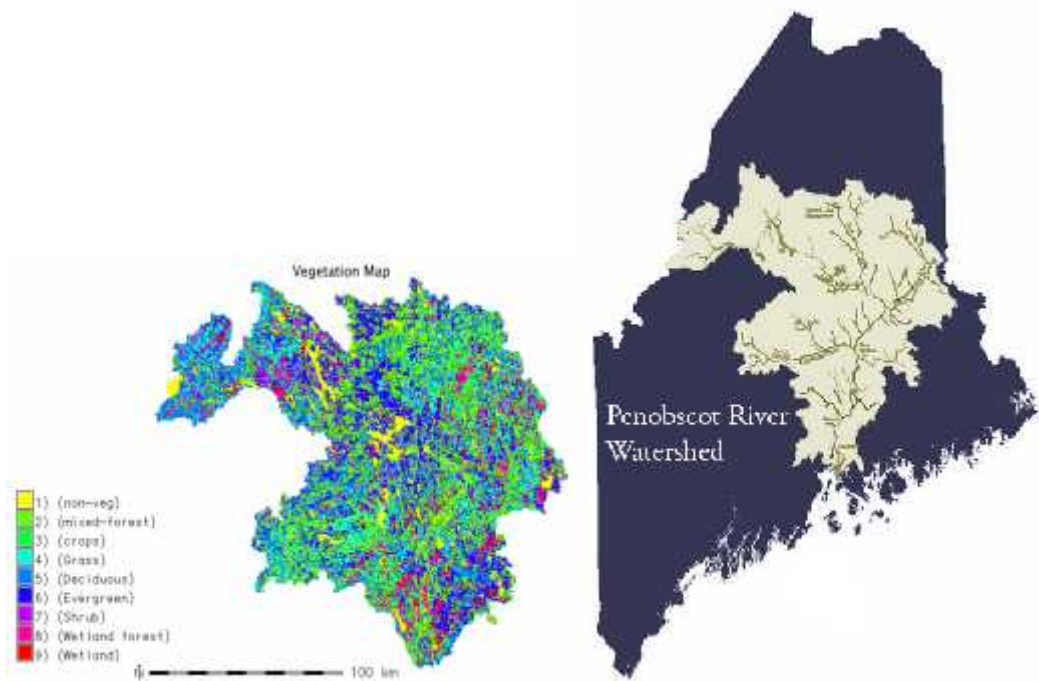 Vegetation Map
1) (non-veg)
2) (mixed-forest)
3) (crops)
4) (Grass)
5) (Deciduous)
6) (Evergreen)
7) (Shrub)
8) (Wetland forest)
9) (Wetland)
100 km
Penobscot River
Watershed